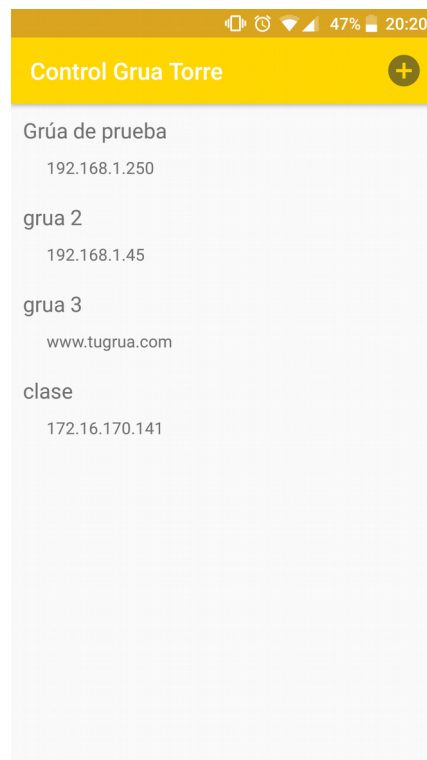 47% 20:20
Control Grua Torre
Grúa de prueba
192.168.1.250
grua 2
192.168.1.45
grua 3
www.tugrua.com
clase
172.16.170.141